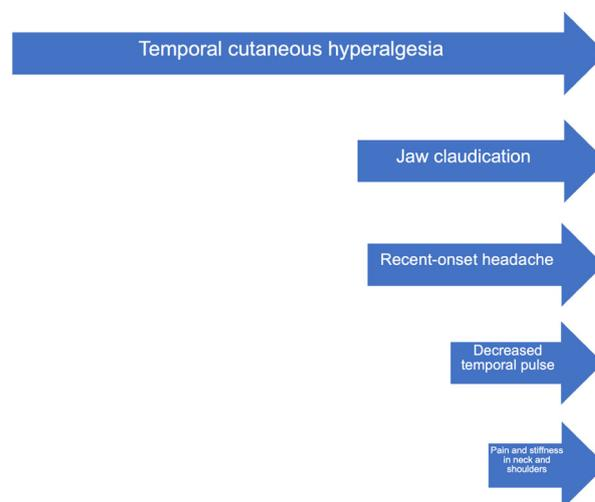 Temporal cutaneous hyperalgesia
Jaw claudication
Recent-onset headache
Decreased
temporal pulse
Pain and stiffness
in neck and
shoulders